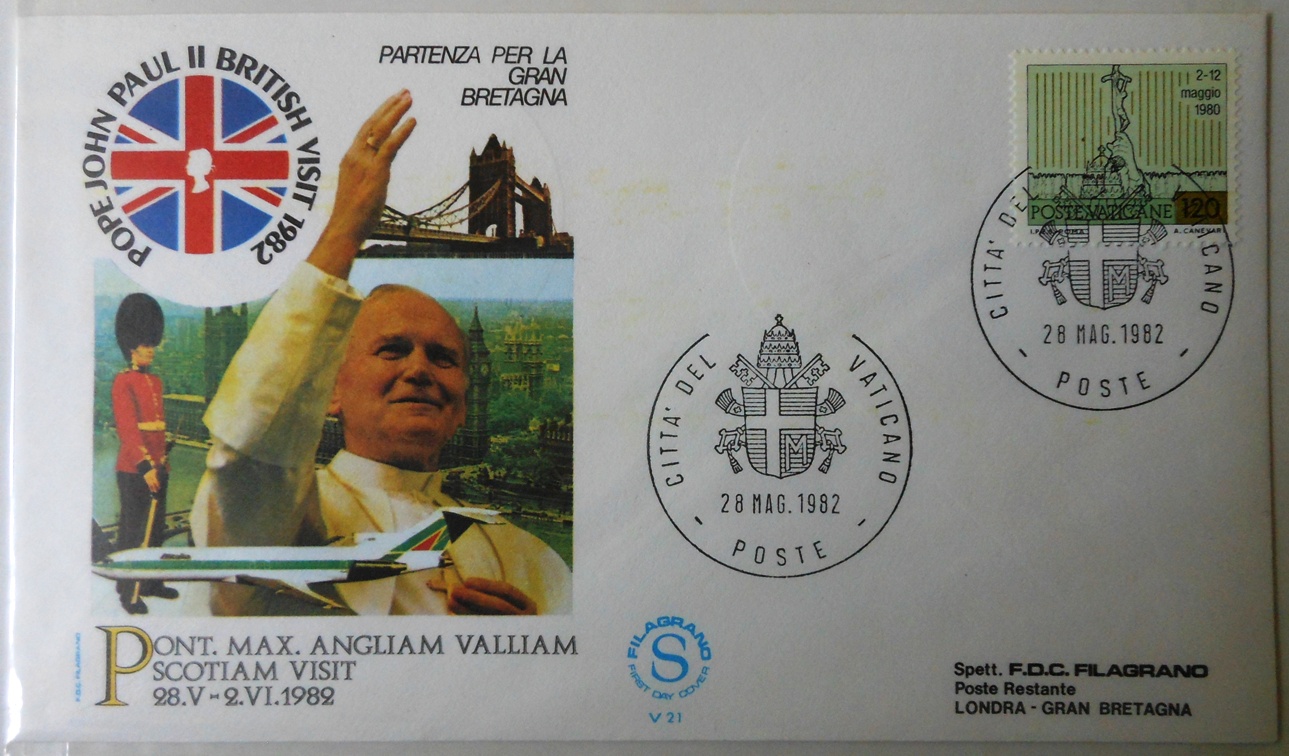 POPE JOHN PAUL II BRITISH VISIT 1982
PARTENZA PER LA
GRAN
BRETAGNA
2-12
maggio
1980
POSTE VATICANE 120
A. CANEVAR
CITTA' DEL VATICANO
28 MAG. 1982
- POSTE -
CITTA' DEL VATICANO
28 MAG. 1982
- POSTE -
PONT. MAX. ANGLIAM VALLIAM
SCOTIAM VISIT
28.V - 2.VI.1982
F.D.C. FILAGRANO
FILAGRANO
S
FIRST DAY COVER
V 21
Spett. F.D.C. FILAGRANO
Poste Restante
LONDRA - GRAN BRETAGNA